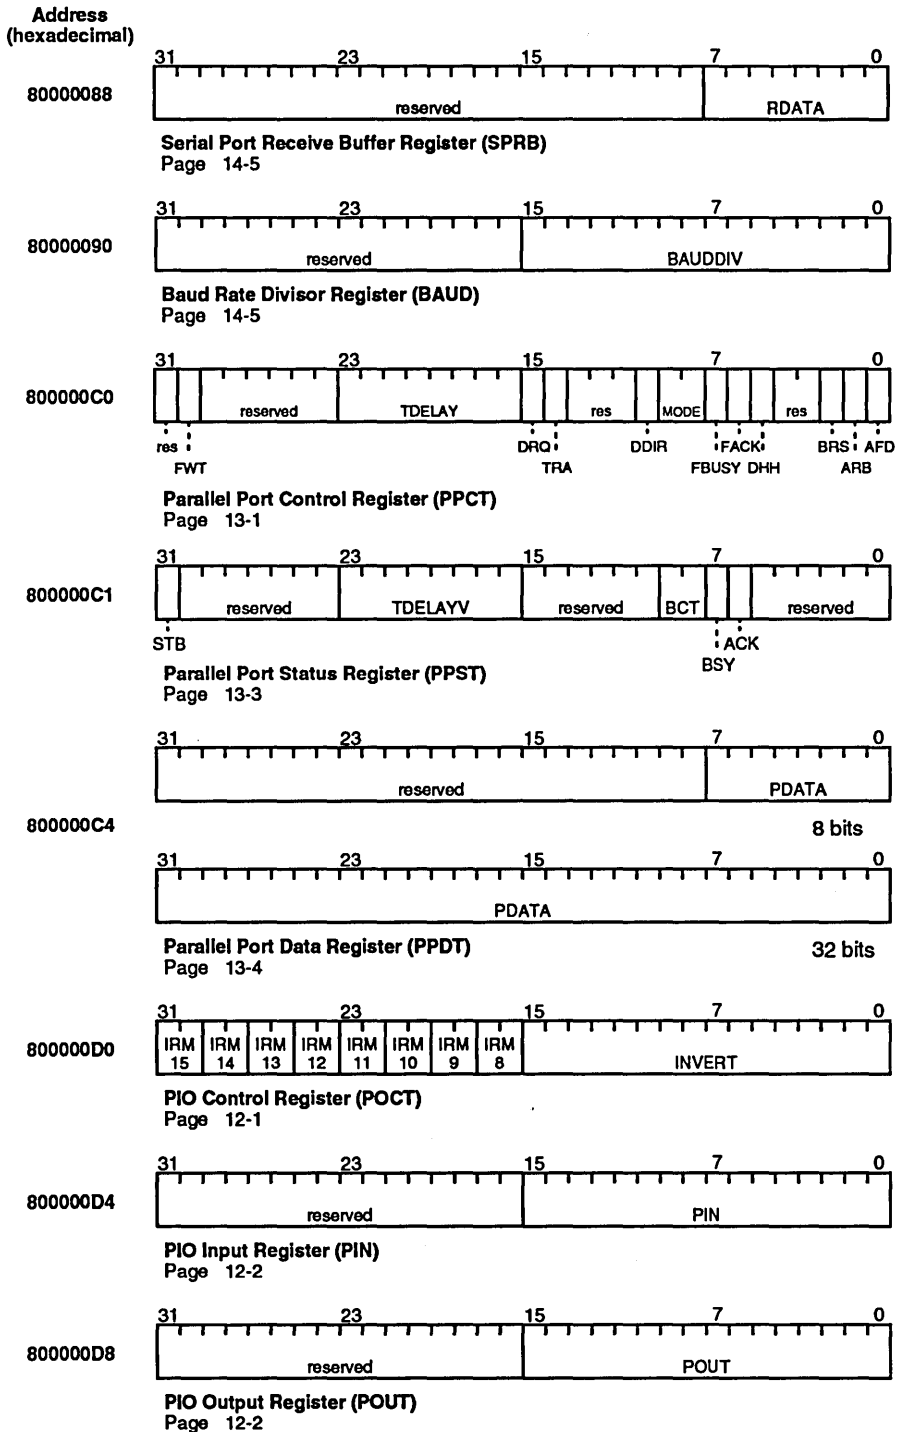 Address
(hexadecimal)
31 23 15 7 0
80000088
reserved RDATA
Serial Port Receive Buffer Register (SPRB)
Page 14-5
31 23 15 7 0
80000090
reserved BAUDDIV
Baud Rate Divisor Register (BAUD)
Page 14-5
31 23 15 7 0
800000C0
reserved TDELAY res MODE res
res DRQ DDIR FACK BRS AFD
FWT TRA FBUSY DHH ARB
Parallel Port Control Register (PPCT)
Page 13-1
31 23 15 7 0
800000C1
reserved TDELAYV reserved BCT reserved
STB ACK
BSY
Parallel Port Status Register (PPST)
Page 13-3
31 23 15 7 0
reserved PDATA
800000C4
8 bits
31 23 15 7 0
PDATA
Parallel Port Data Register (PPDT)
32 bits
Page 13-4
31 23 15 7 0
800000D0
IRM IRM IRM IRM IRM IRM IRM IRM
15 14 13 12 11 10 9 8 INVERT
PIO Control Register (POCT)
Page 12-1
31 23 15 7 0
800000D4
reserved PIN
PIO Input Register (PIN)
Page 12-2
31 23 15 7 0
800000D8
reserved POUT
PIO Output Register (POUT)
Page 12-2